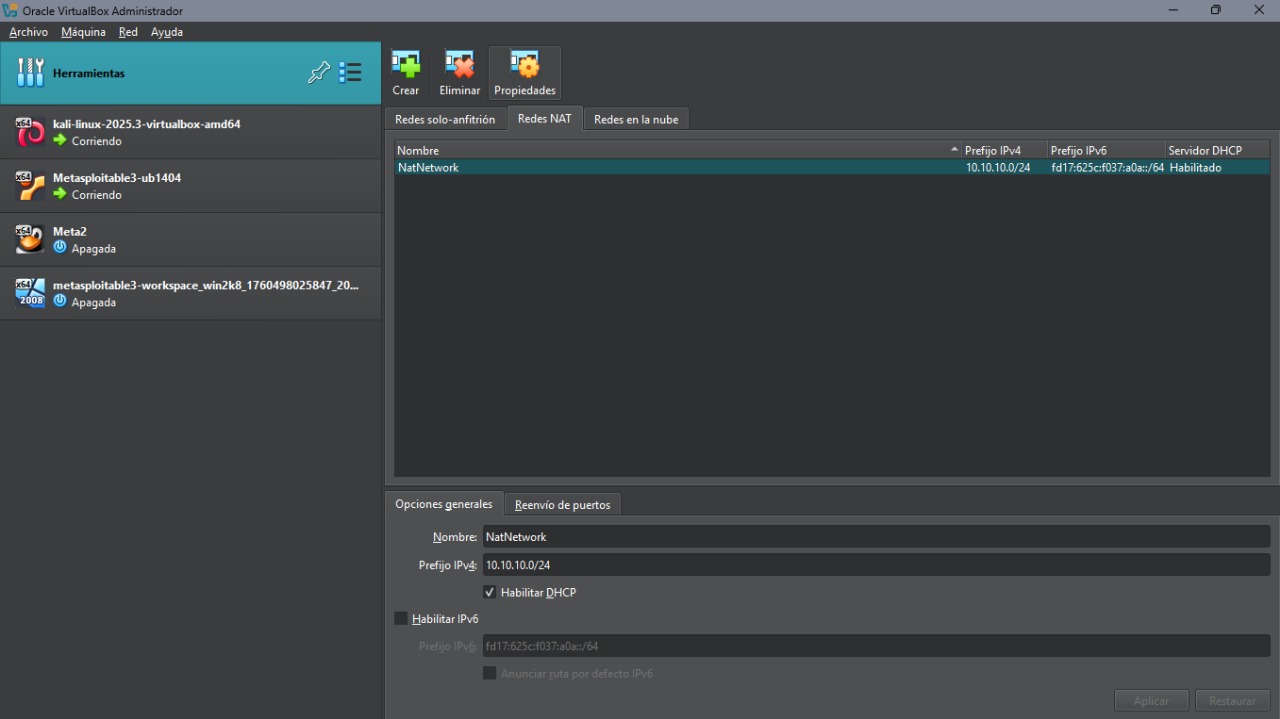 Oracle VirtualBox Administrador
Archivo Máquina Red Ayuda
Herramientas
x64
kali-linux-2025.3-virtualbox-amd64
Corriendo
x64
Metasploitable3-ub1404
Corriendo
x64
Meta2
Apagada
x64
2008
metasploitable3-workspace_win2k8_1760498025847_20...
Apagada
Crear Eliminar Propiedades
Redes solo-anfitrión Redes NAT Redes en la nube
Nombre Prefijo IPv4 Prefijo IPv6 Servidor DHCP
NatNetwork 10.10.10.0/24 fd17:625c:f037:a0a::/64 Habilitado
Opciones generales Reenvío de puertos
Nombre: NatNetwork
Prefijo IPv4: 10.10.10.0/24
Habilitar DHCP
Habilitar IPv6
Prefijo IPv6: fd17:625c:f037:a0a::/64
Anunciar ruta por defecto IPv6
Aplicar Restaurar